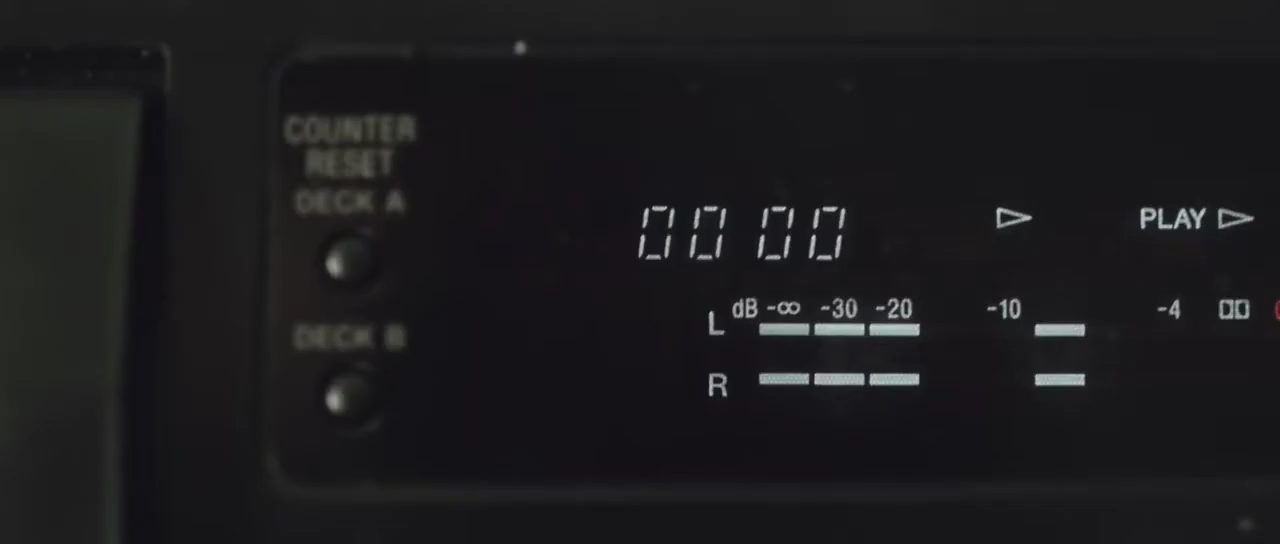 COUNTER
RESET
DECK A
DECK B
00 00
PLAY
dB -∞ -30 -20 -10 -4
L
R